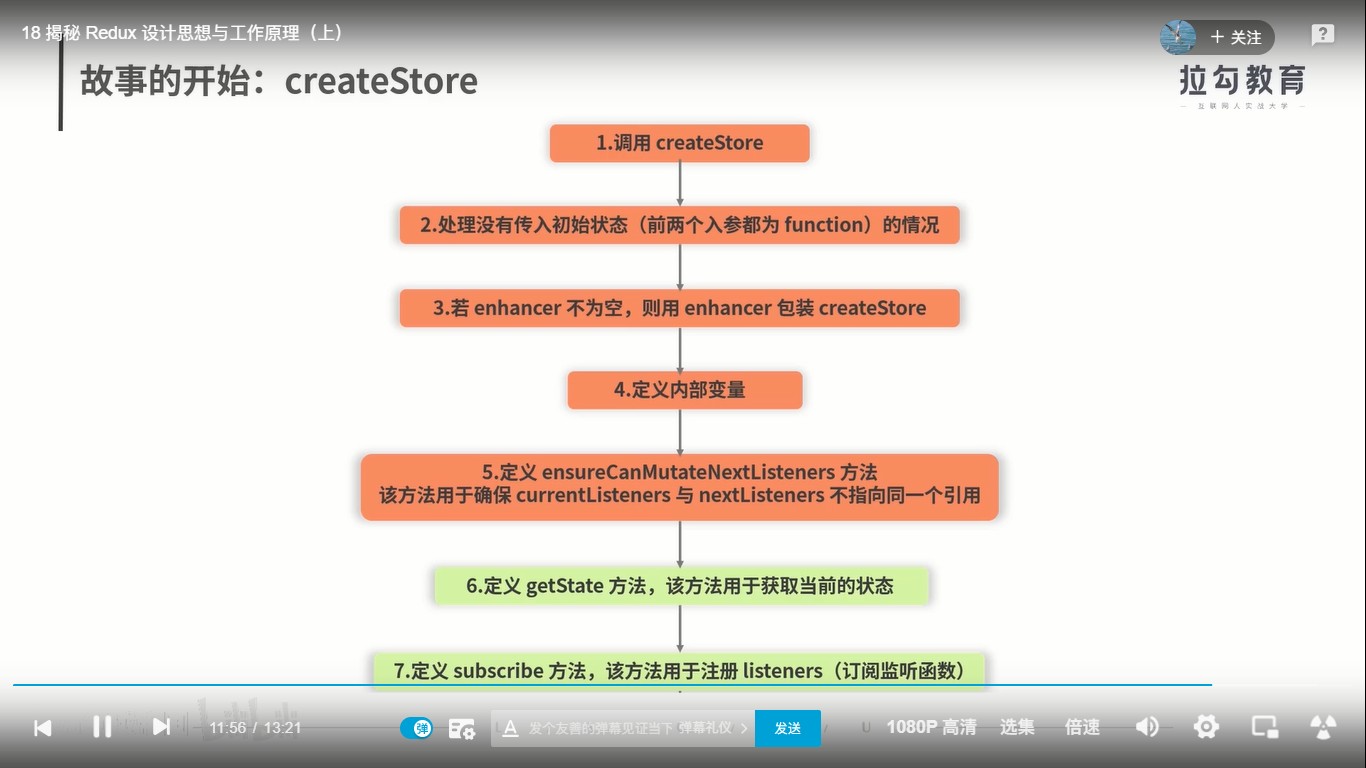 18 揭秘 Redux 设计思想与工作原理（上）
＋ 关注
?
故事的开始：createStore
拉勾教育
— 互联网人实战大学 —
1.调用 createStore
2.处理没有传入初始状态（前两个入参都为 function）的情况
3.若 enhancer 不为空，则用 enhancer 包装 createStore
4.定义内部变量
5.定义 ensureCanMutateNextListeners 方法
该方法用于确保 currentListeners 与 nextListeners 不指向同一个引用
6.定义 getState 方法，该方法用于获取当前的状态
7.定义 subscribe 方法，该方法用于注册 listeners（订阅监听函数）
11:56 / 13:21
弹
A 发个友善的弹幕见证当下 弹幕礼仪 >
发送
1080P 高清
选集
倍速